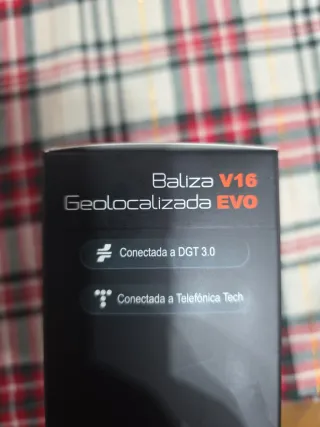 Baliza V16
Geolocalizada EVO
Conectada a DGT 3.0
Conectada a Telefónica Tech